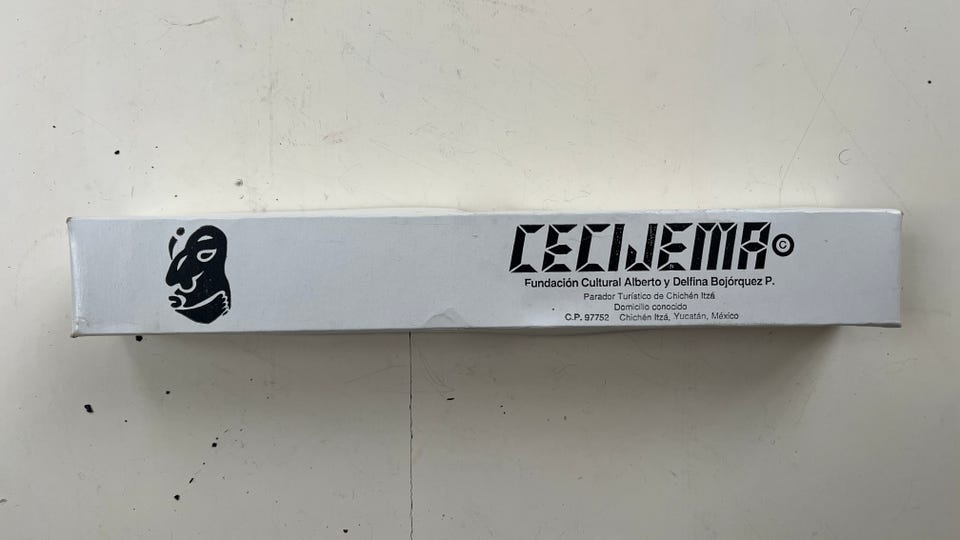 CECIJEMA©
Fundación Cultural Alberto y Delfina Bojórquez P.
Parador Turístico de Chichén Itzá
Domicilio conocido
C.P. 97752 Chichén Itzá, Yucatán, México